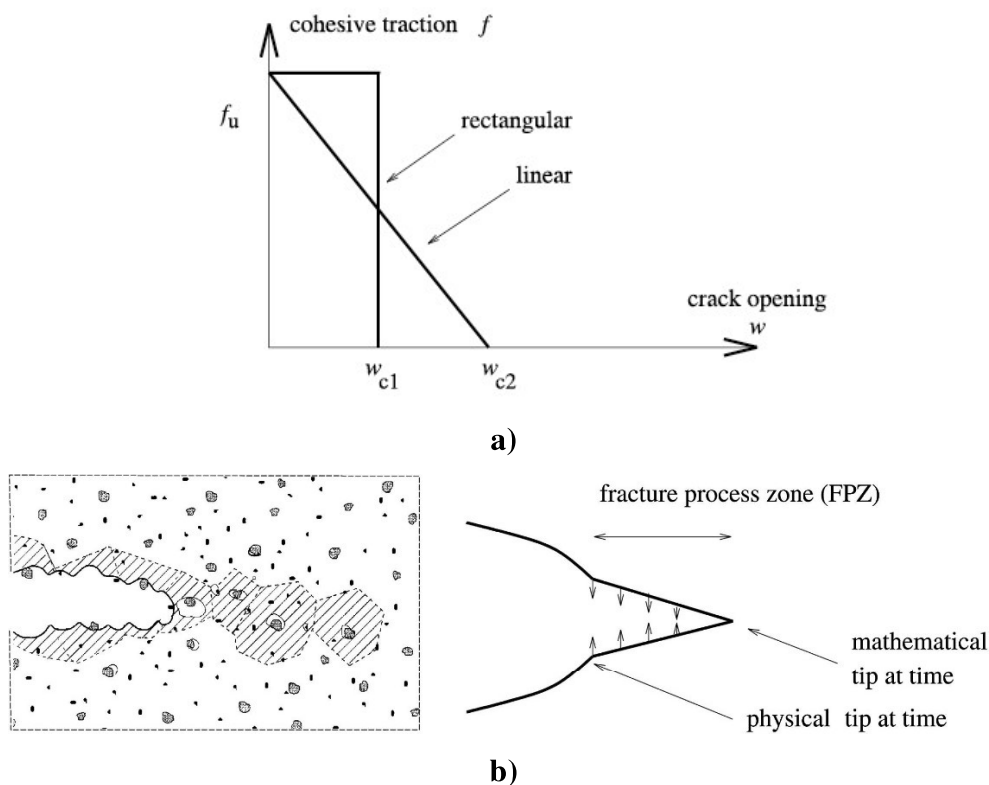 cohesive traction f
f_u
rectangular
linear
crack opening
w
w_c1
w_c2
a)
fracture process zone (FPZ)
mathematical
tip at time
physical tip at time
b)